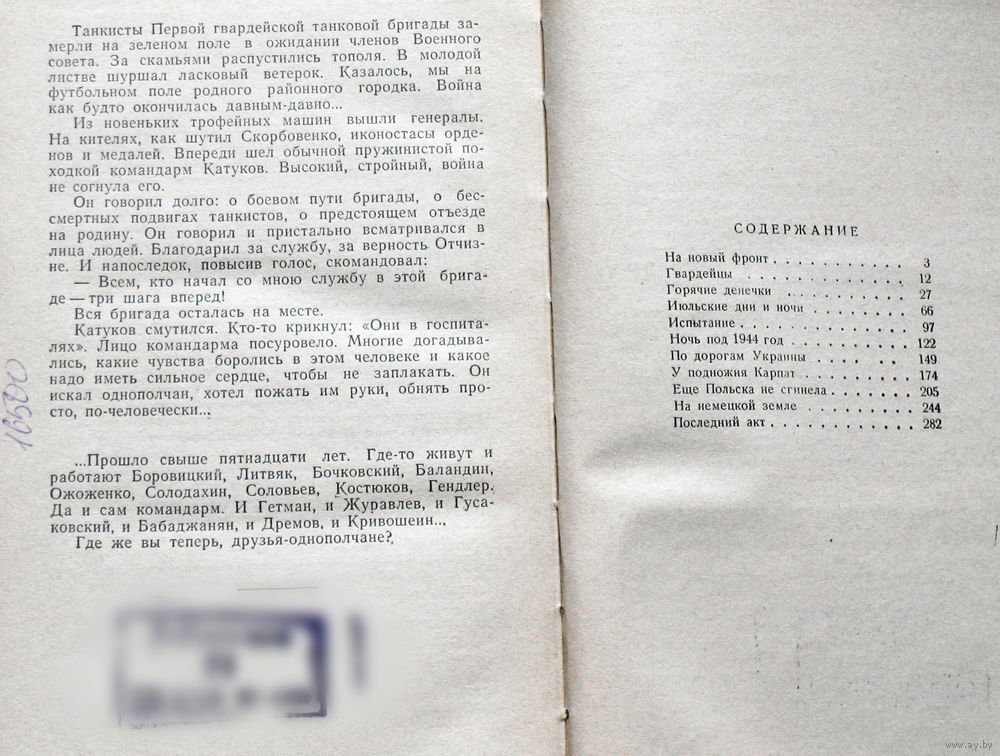 Танкисты Первой гвардейской танковой бригады за-
мерли на зеленом поле в ожидании членов Военного
совета. За скамьями распустились тополя. В молодой
листве шуршал ласковый ветерок. Казалось, мы на
футбольном поле родного районного городка. Война
как будто окончилась давным-давно...
Из новеньких трофейных машин вышли генералы.
На кителях, как шутил Скорбовенко, иконостасы орде-
нов и медалей. Впереди шел обычной пружинистой по-
ходкой командарм Катуков. Высокий, стройный, война
не согнула его.
Он говорил долго: о боевом пути бригады, о бес-
смертных подвигах танкистов, о предстоящем отъезде
на родину. Он говорил и пристально всматривался в
лица людей. Благодарил за службу, за верность Отчиз-
не. И напоследок, повысив голос, скомандовал:
— Всем, кто начал со мною службу в этой брига-
де — три шага вперед!
Вся бригада осталась на месте.
Катуков смутился. Кто-то крикнул: «Они в госпита-
лях». Лицо командарма посуровело. Многие догадыва-
лись, какие чувства боролись в этом человеке и какое
надо иметь сильное сердце, чтобы не заплакать. Он
искал однополчан, хотел пожать им руки, обнять про-
сто, по-человечески...
...Прошло свыше пятнадцати лет. Где-то живут и
работают Боровицкий, Литвяк, Бочковский, Баландин,
Ожоженко, Солодахин, Соловьев, Костюков, Гендлер.
Да и сам командарм. И Гетман, и Журавлев, и Гуса-
ковский, и Бабаджанян, и Дремов, и Кривошеин...
Где же вы теперь, друзья-однополчане?
16500
СОДЕРЖАНИЕ
На новый фронт . . . . . . . . . . . 3
Гвардейцы . . . . . . . . . . . 12
Горячие денечки . . . . . . . . . . 27
Июльские дни и ночи . . . . . . . . 66
Испытание . . . . . . . . . . . . 97
Ночь под 1944 год . . . . . . . . . 122
По дорогам Украины . . . . . . . 149
У подножия Карпат . . . . . . . . . 174
Еще Польска не сгинела . . . . . . . 205
На немецкой земле . . . . . . . . . 244
Последний акт . . . . . . . . . . . 282
www.ay.by